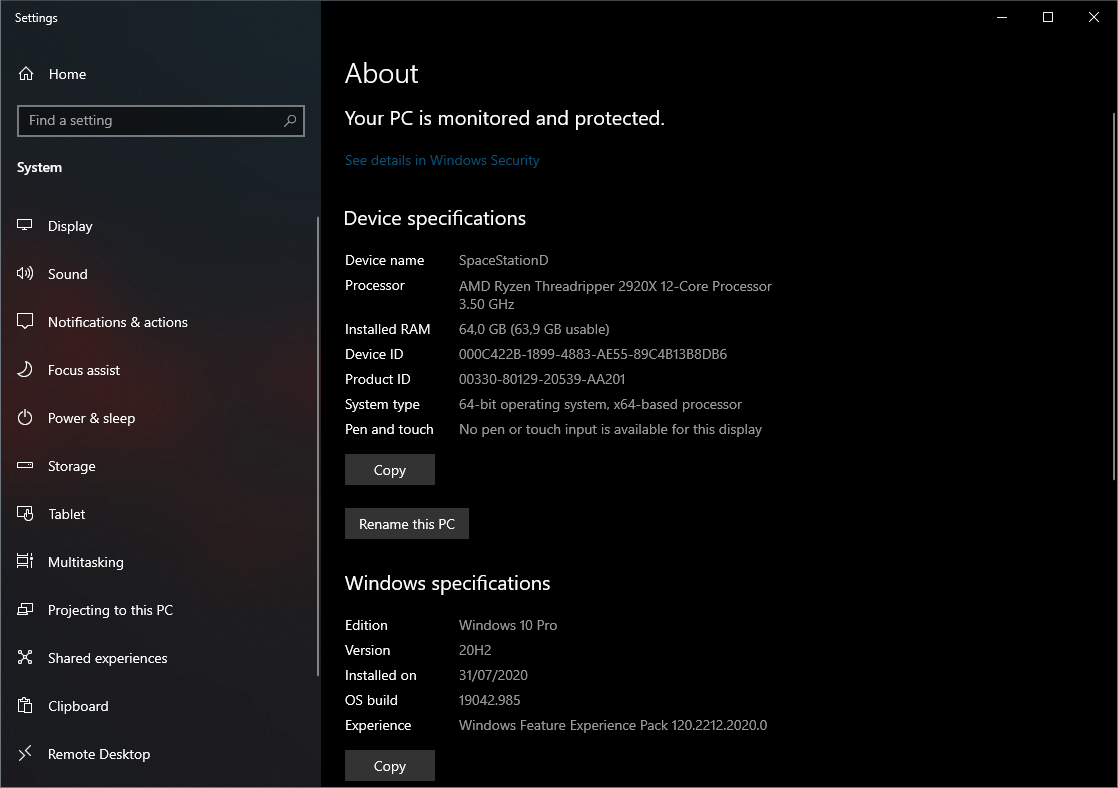 Settings
Home
Find a setting
System
Display
Sound
Notifications & actions
Focus assist
Power & sleep
Storage
Tablet
Multitasking
Projecting to this PC
Shared experiences
Clipboard
Remote Desktop
About
Your PC is monitored and protected.
See details in Windows Security
Device specifications
Device name SpaceStationD
Processor AMD Ryzen Threadripper 2920X 12-Core Processor
3.50 GHz
Installed RAM 64,0 GB (63,9 GB usable)
Device ID 000C422B-1899-4883-AE55-89C4B13B8DB6
Product ID 00330-80129-20539-AA201
System type 64-bit operating system, x64-based processor
Pen and touch No pen or touch input is available for this display
Copy
Rename this PC
Windows specifications
Edition Windows 10 Pro
Version 20H2
Installed on 31/07/2020
OS build 19042.985
Experience Windows Feature Experience Pack 120.2212.2020.0
Copy